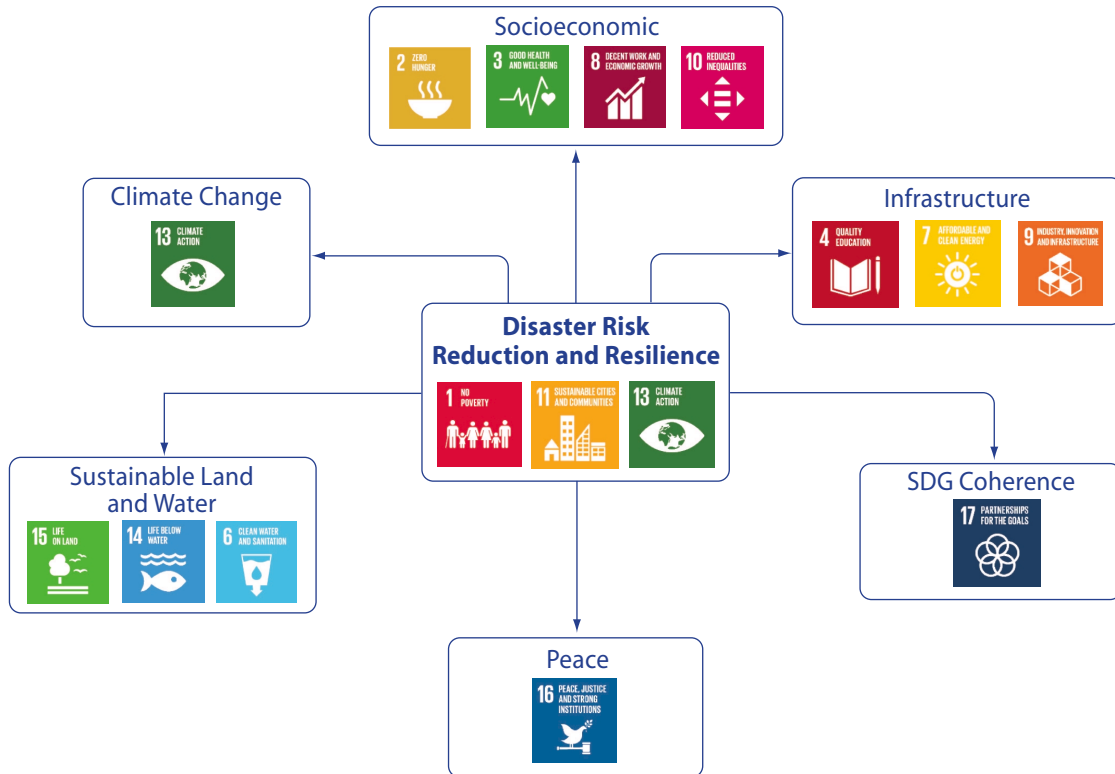 Socioeconomic
2 ZERO
HUNGER
3 GOOD HEALTH
AND WELL-BEING
8 DECENT WORK AND
ECONOMIC GROWTH
10 REDUCED
INEQUALITIES
Climate Change
13 CLIMATE
ACTION
Infrastructure
4 QUALITY
EDUCATION
7 AFFORDABLE AND
CLEAN ENERGY
9 INDUSTRY, INNOVATION
AND INFRASTRUCTURE
Disaster Risk
Reduction and Resilience
1 NO
POVERTY
11 SUSTAINABLE CITIES
AND COMMUNITIES
13 CLIMATE
ACTION
Sustainable Land
and Water
15 LIFE
ON LAND
14 LIFE BELOW
WATER
6 CLEAN WATER
AND SANITATION
SDG Coherence
17 PARTNERSHIPS
FOR THE GOALS
Peace
16 PEACE, JUSTICE
AND STRONG
INSTITUTIONS